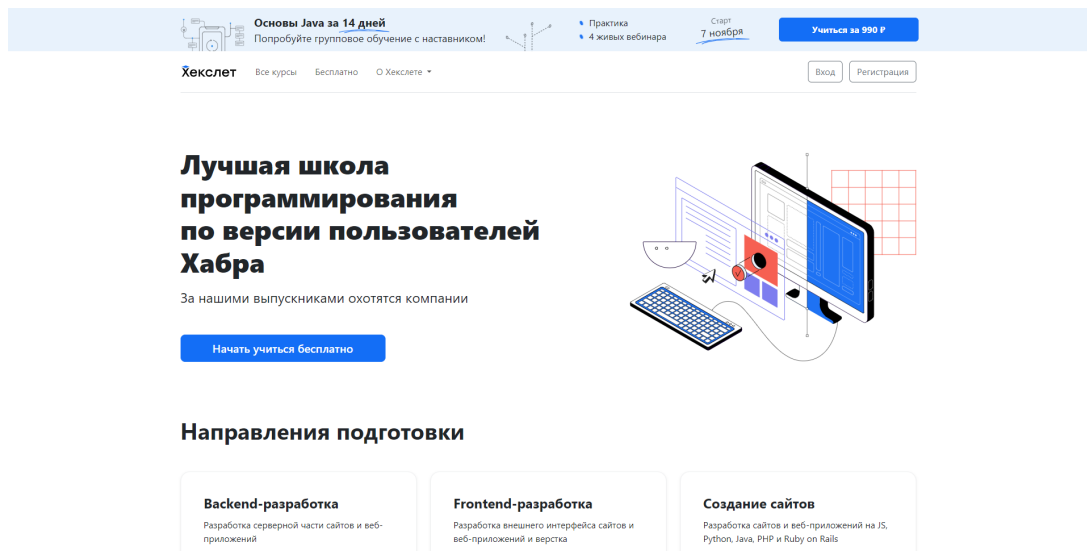 Основы Java за 14 дней
Попробуйте групповое обучение с наставником!
Практика
4 живых вебинара
Старт
7 ноября
Учиться за 990 ₽
Хекслет
Все курсы
Бесплатно
О Хекслете
Вход
Регистрация
Лучшая школа
программирования
по версии пользователей
Хабра
За нашими выпускниками охотятся компании
Начать учиться бесплатно
Направления подготовки
Backend-разработка
Разработка серверной части сайтов и веб-
приложений
Frontend-разработка
Разработка внешнего интерфейса сайтов и
веб-приложений и верстка
Создание сайтов
Разработка сайтов и веб-приложений на JS,
Python, Java, PHP и Ruby on Rails